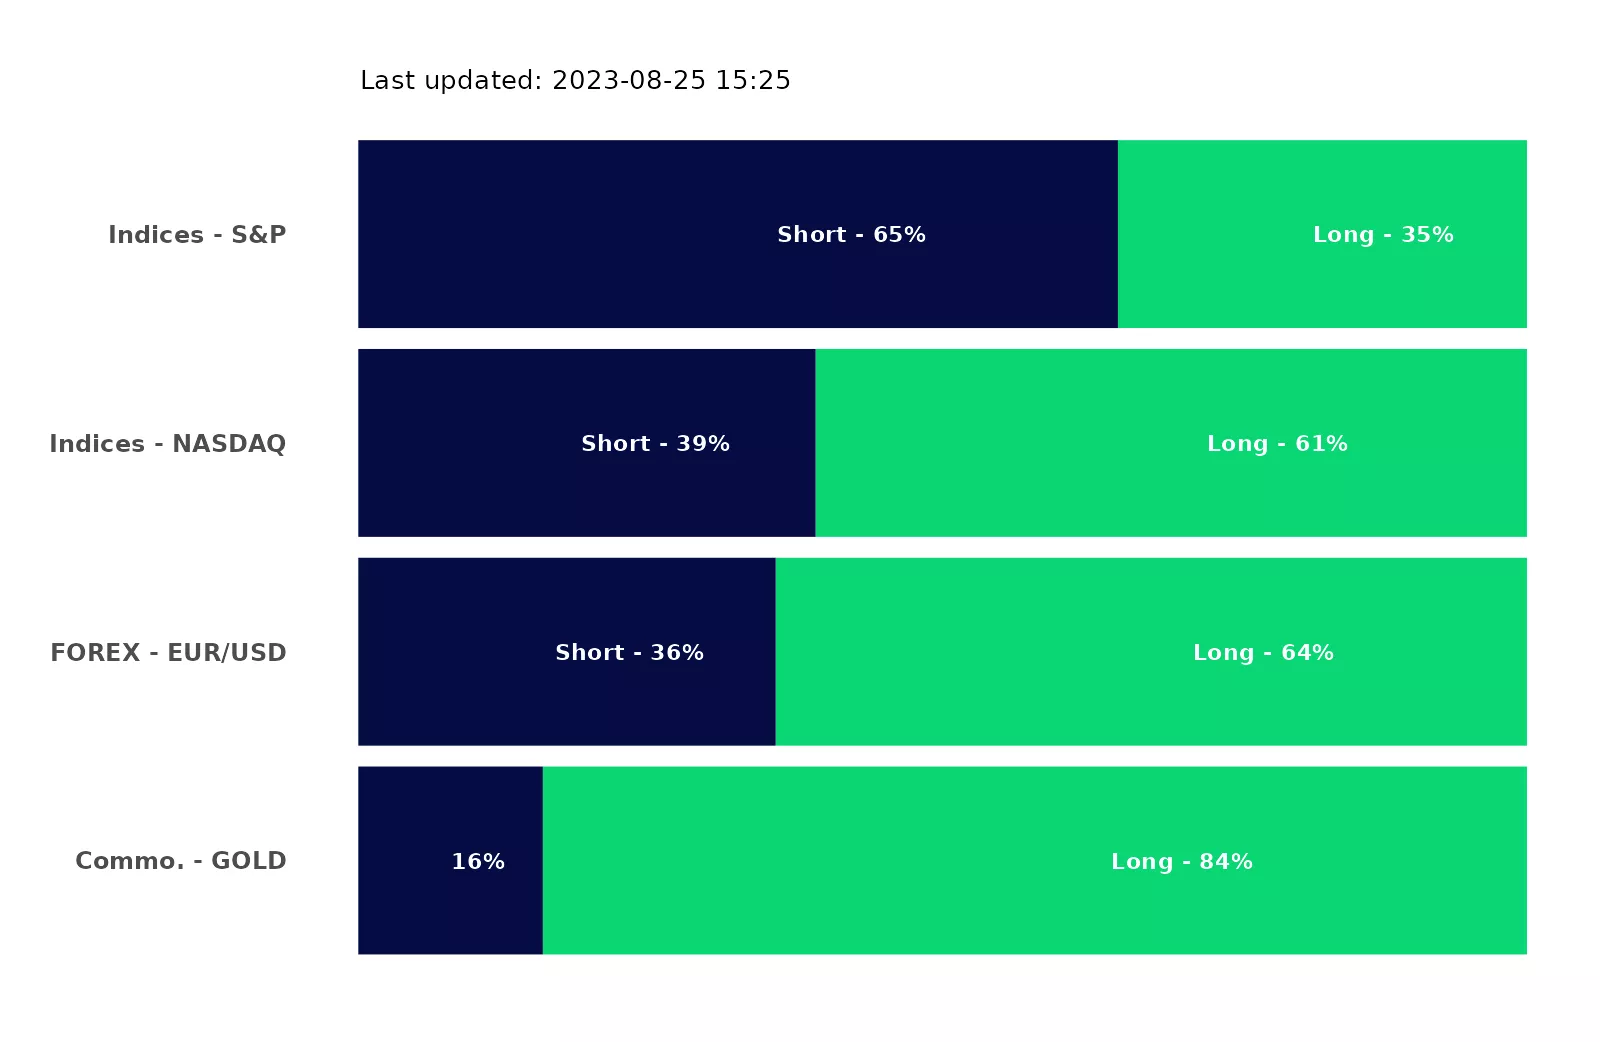 Last updated: 2023-08-25 15:25
Indices - S&P
Short - 65%
Long - 35%
Indices - NASDAQ
Short - 39%
Long - 61%
FOREX - EUR/USD
Short - 36%
Long - 64%
Commo. - GOLD
16%
Long - 84%